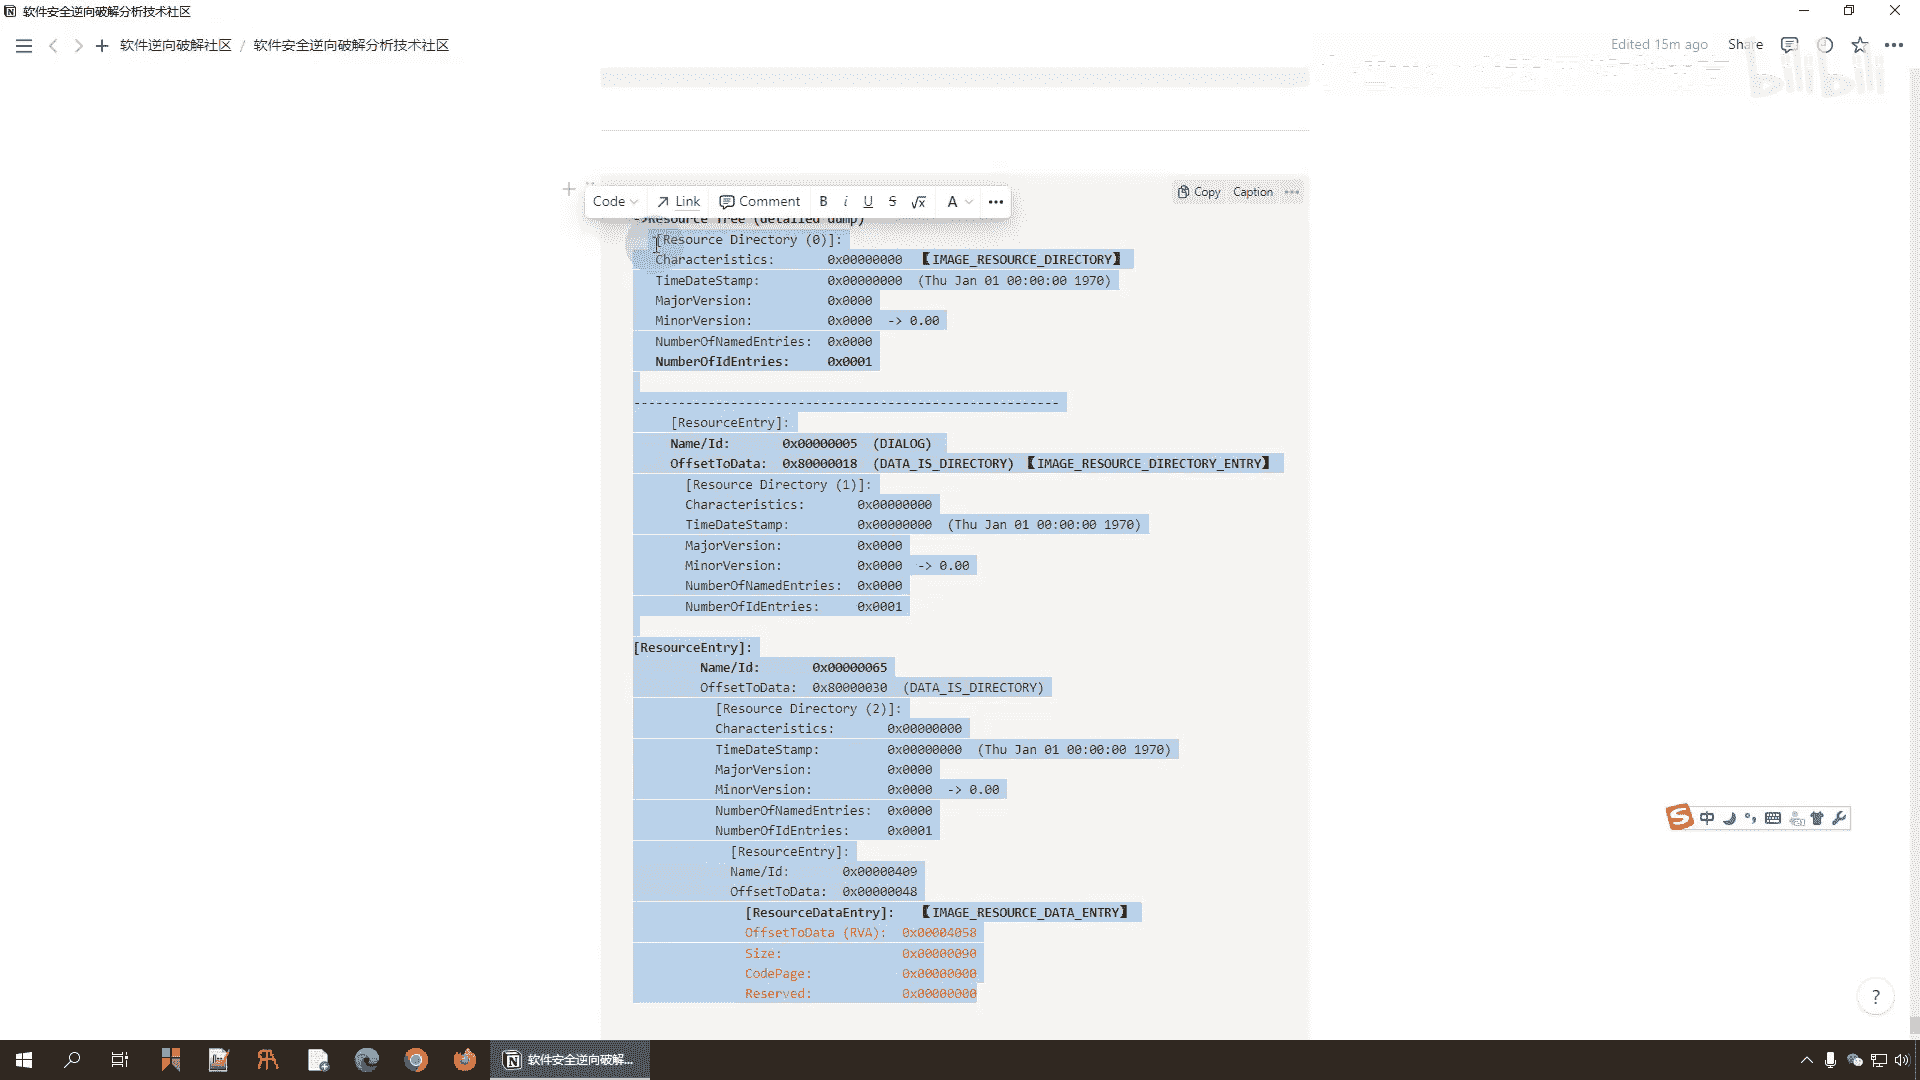 软件安全逆向破解分析技术社区
软件逆向破解社区 / 软件安全逆向破解分析技术社区
Edited 15m ago Share
bilibili
Copy Caption
Code Link Comment B i U S √x A
->Resource Tree (detailed dump)
[Resource Directory (0)]:
Characteristics: 0x00000000 【IMAGE_RESOURCE_DIRECTORY】
TimeDateStamp: 0x00000000 (Thu Jan 01 00:00:00 1970)
MajorVersion: 0x0000
MinorVersion: 0x0000 -> 0.00
NumberOfNamedEntries: 0x0000
NumberOfIdEntries: 0x0001
---------------------------------------------------------
[ResourceEntry]:
Name/Id: 0x00000005 (DIALOG)
OffsetToData: 0x80000018 (DATA_IS_DIRECTORY) 【IMAGE_RESOURCE_DIRECTORY_ENTRY】
[Resource Directory (1)]:
Characteristics: 0x00000000
TimeDateStamp: 0x00000000 (Thu Jan 01 00:00:00 1970)
MajorVersion: 0x0000
MinorVersion: 0x0000 -> 0.00
NumberOfNamedEntries: 0x0000
NumberOfIdEntries: 0x0001
[ResourceEntry]:
Name/Id: 0x00000065
OffsetToData: 0x80000030 (DATA_IS_DIRECTORY)
[Resource Directory (2)]:
Characteristics: 0x00000000
TimeDateStamp: 0x00000000 (Thu Jan 01 00:00:00 1970)
MajorVersion: 0x0000
MinorVersion: 0x0000 -> 0.00
NumberOfNamedEntries: 0x0000
NumberOfIdEntries: 0x0001
[ResourceEntry]:
Name/Id: 0x00000409
OffsetToData: 0x00000048
[ResourceDataEntry]: 【IMAGE_RESOURCE_DATA_ENTRY】
OffsetToData (RVA): 0x00004058
Size: 0x00000090
CodePage: 0x00000000
Reserved: 0x00000000
中
?
软件安全逆向破解...